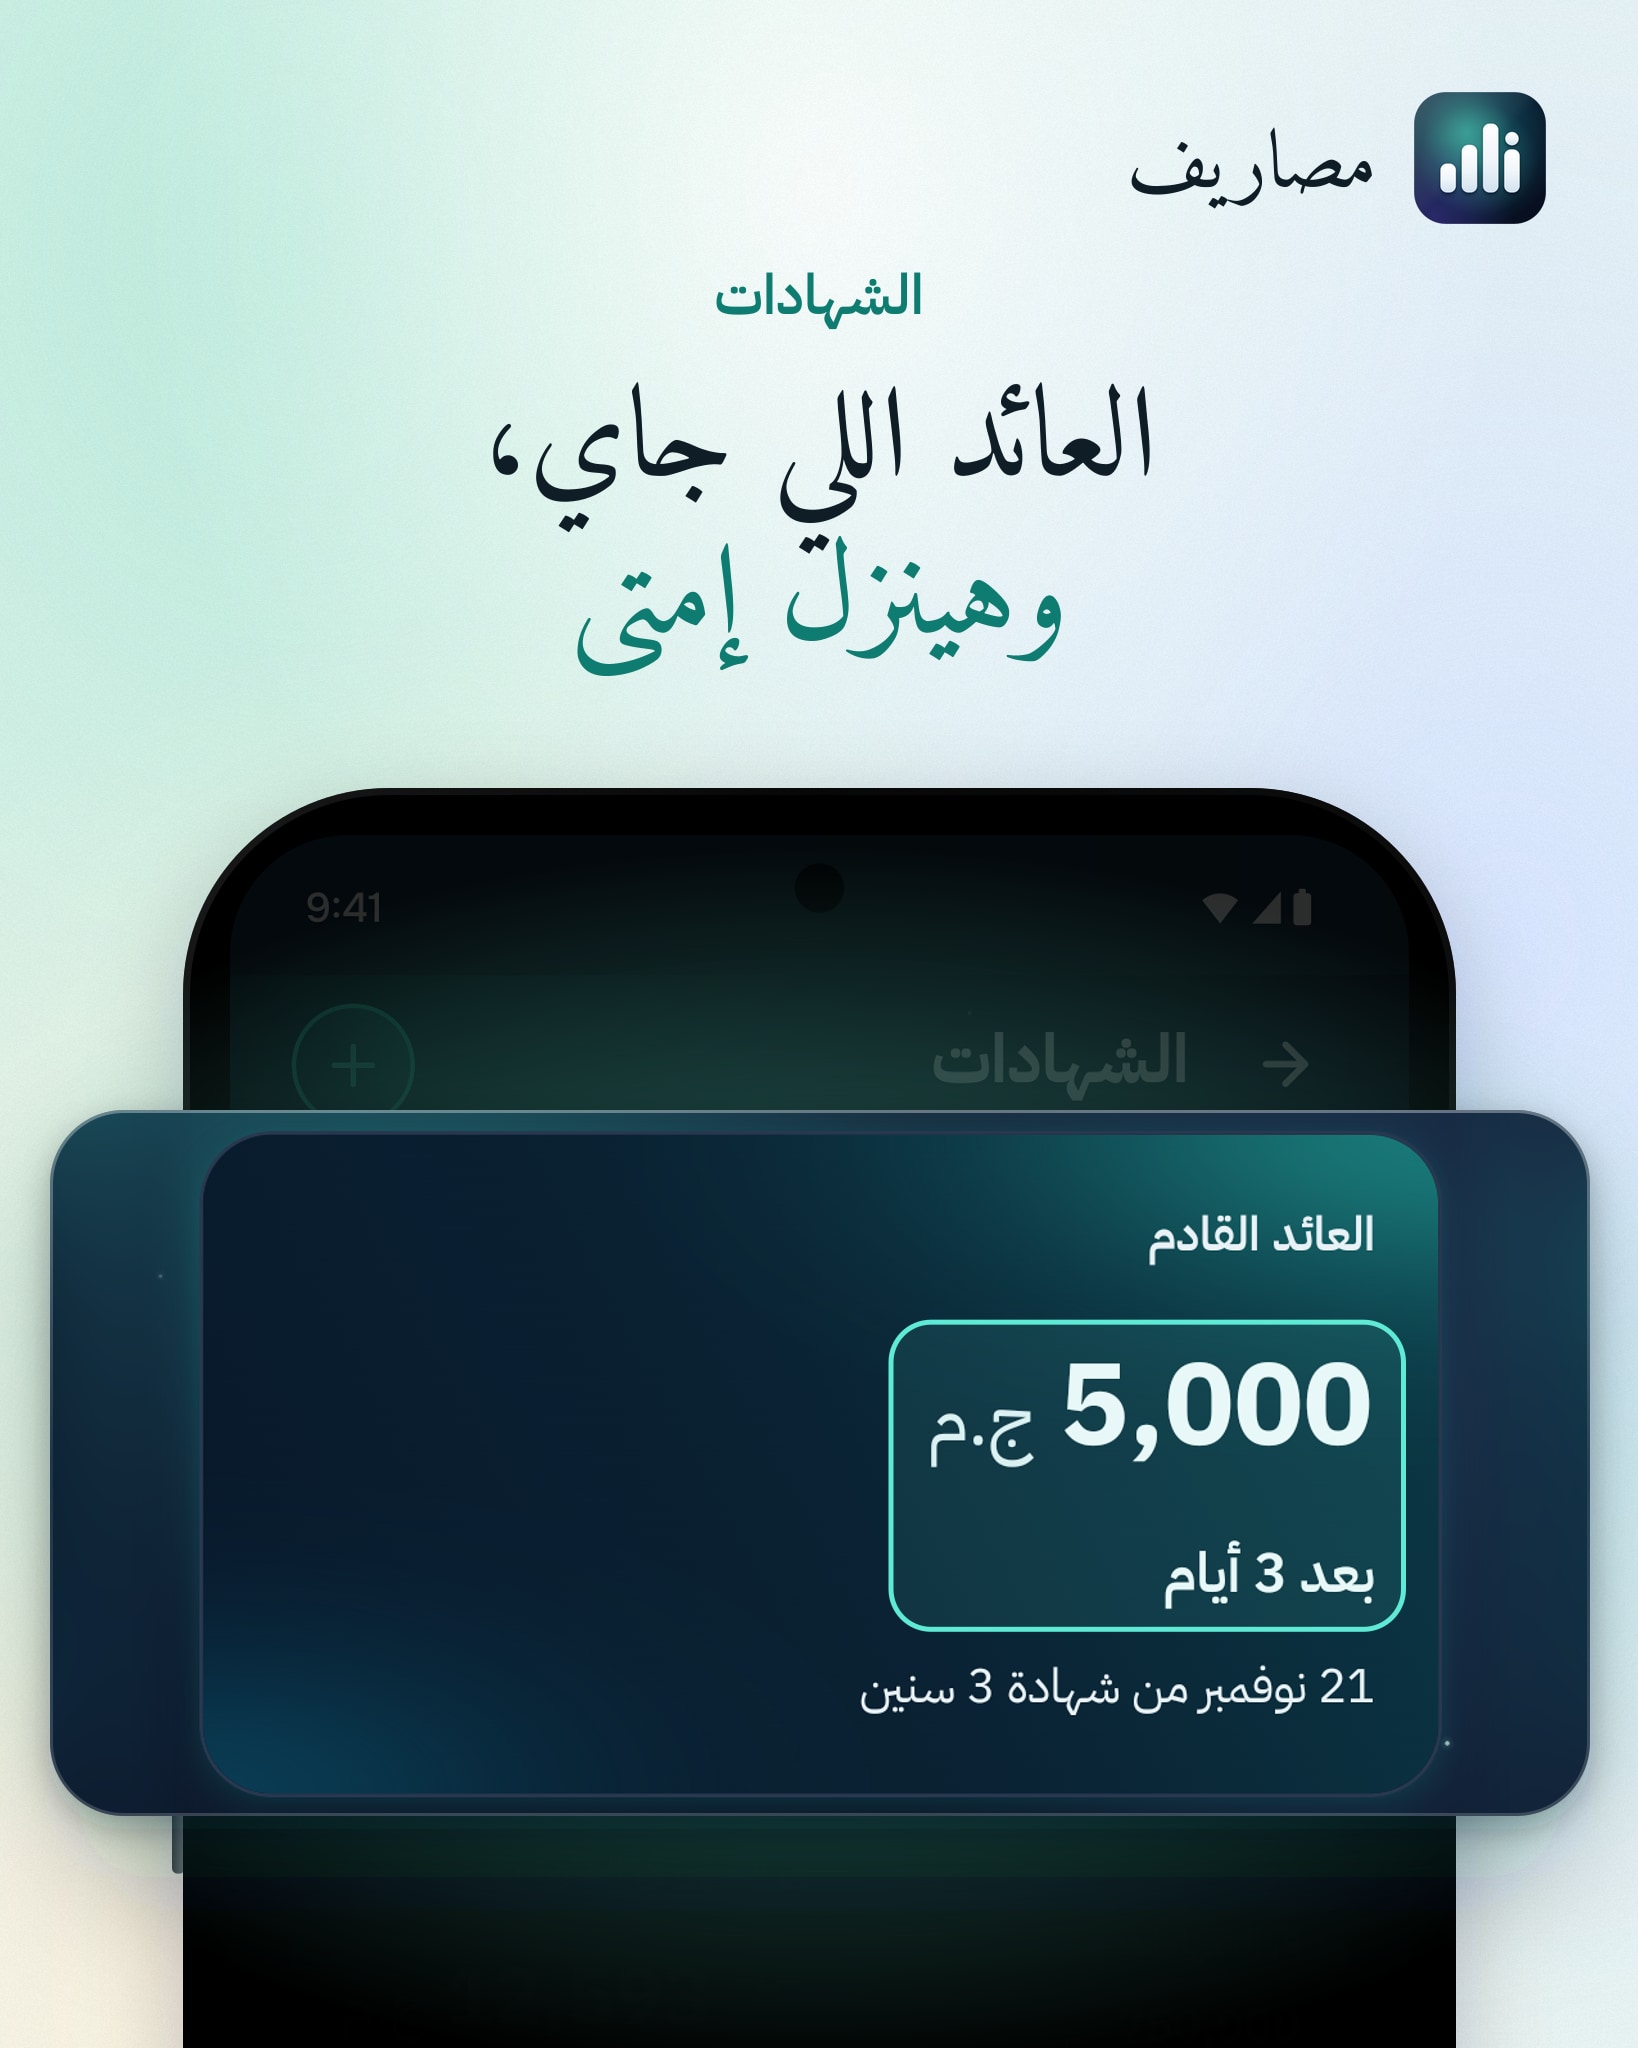 مصاريف
الشهادات
العائد اللي جاي،
وهينزل إمتى
9:41
الشهادات
العائد القادم
5,000 ج.م
بعد 3 أيام
21 نوفمبر من شهادة 3 سنين